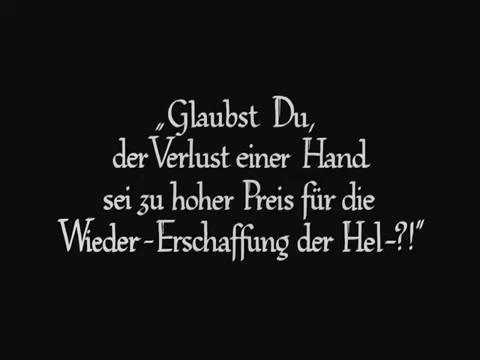 „Glaubst Du,
der Verlust einer Hand
sei zu hoher Preis für die
Wieder-Erschaffung der Hel-?!“